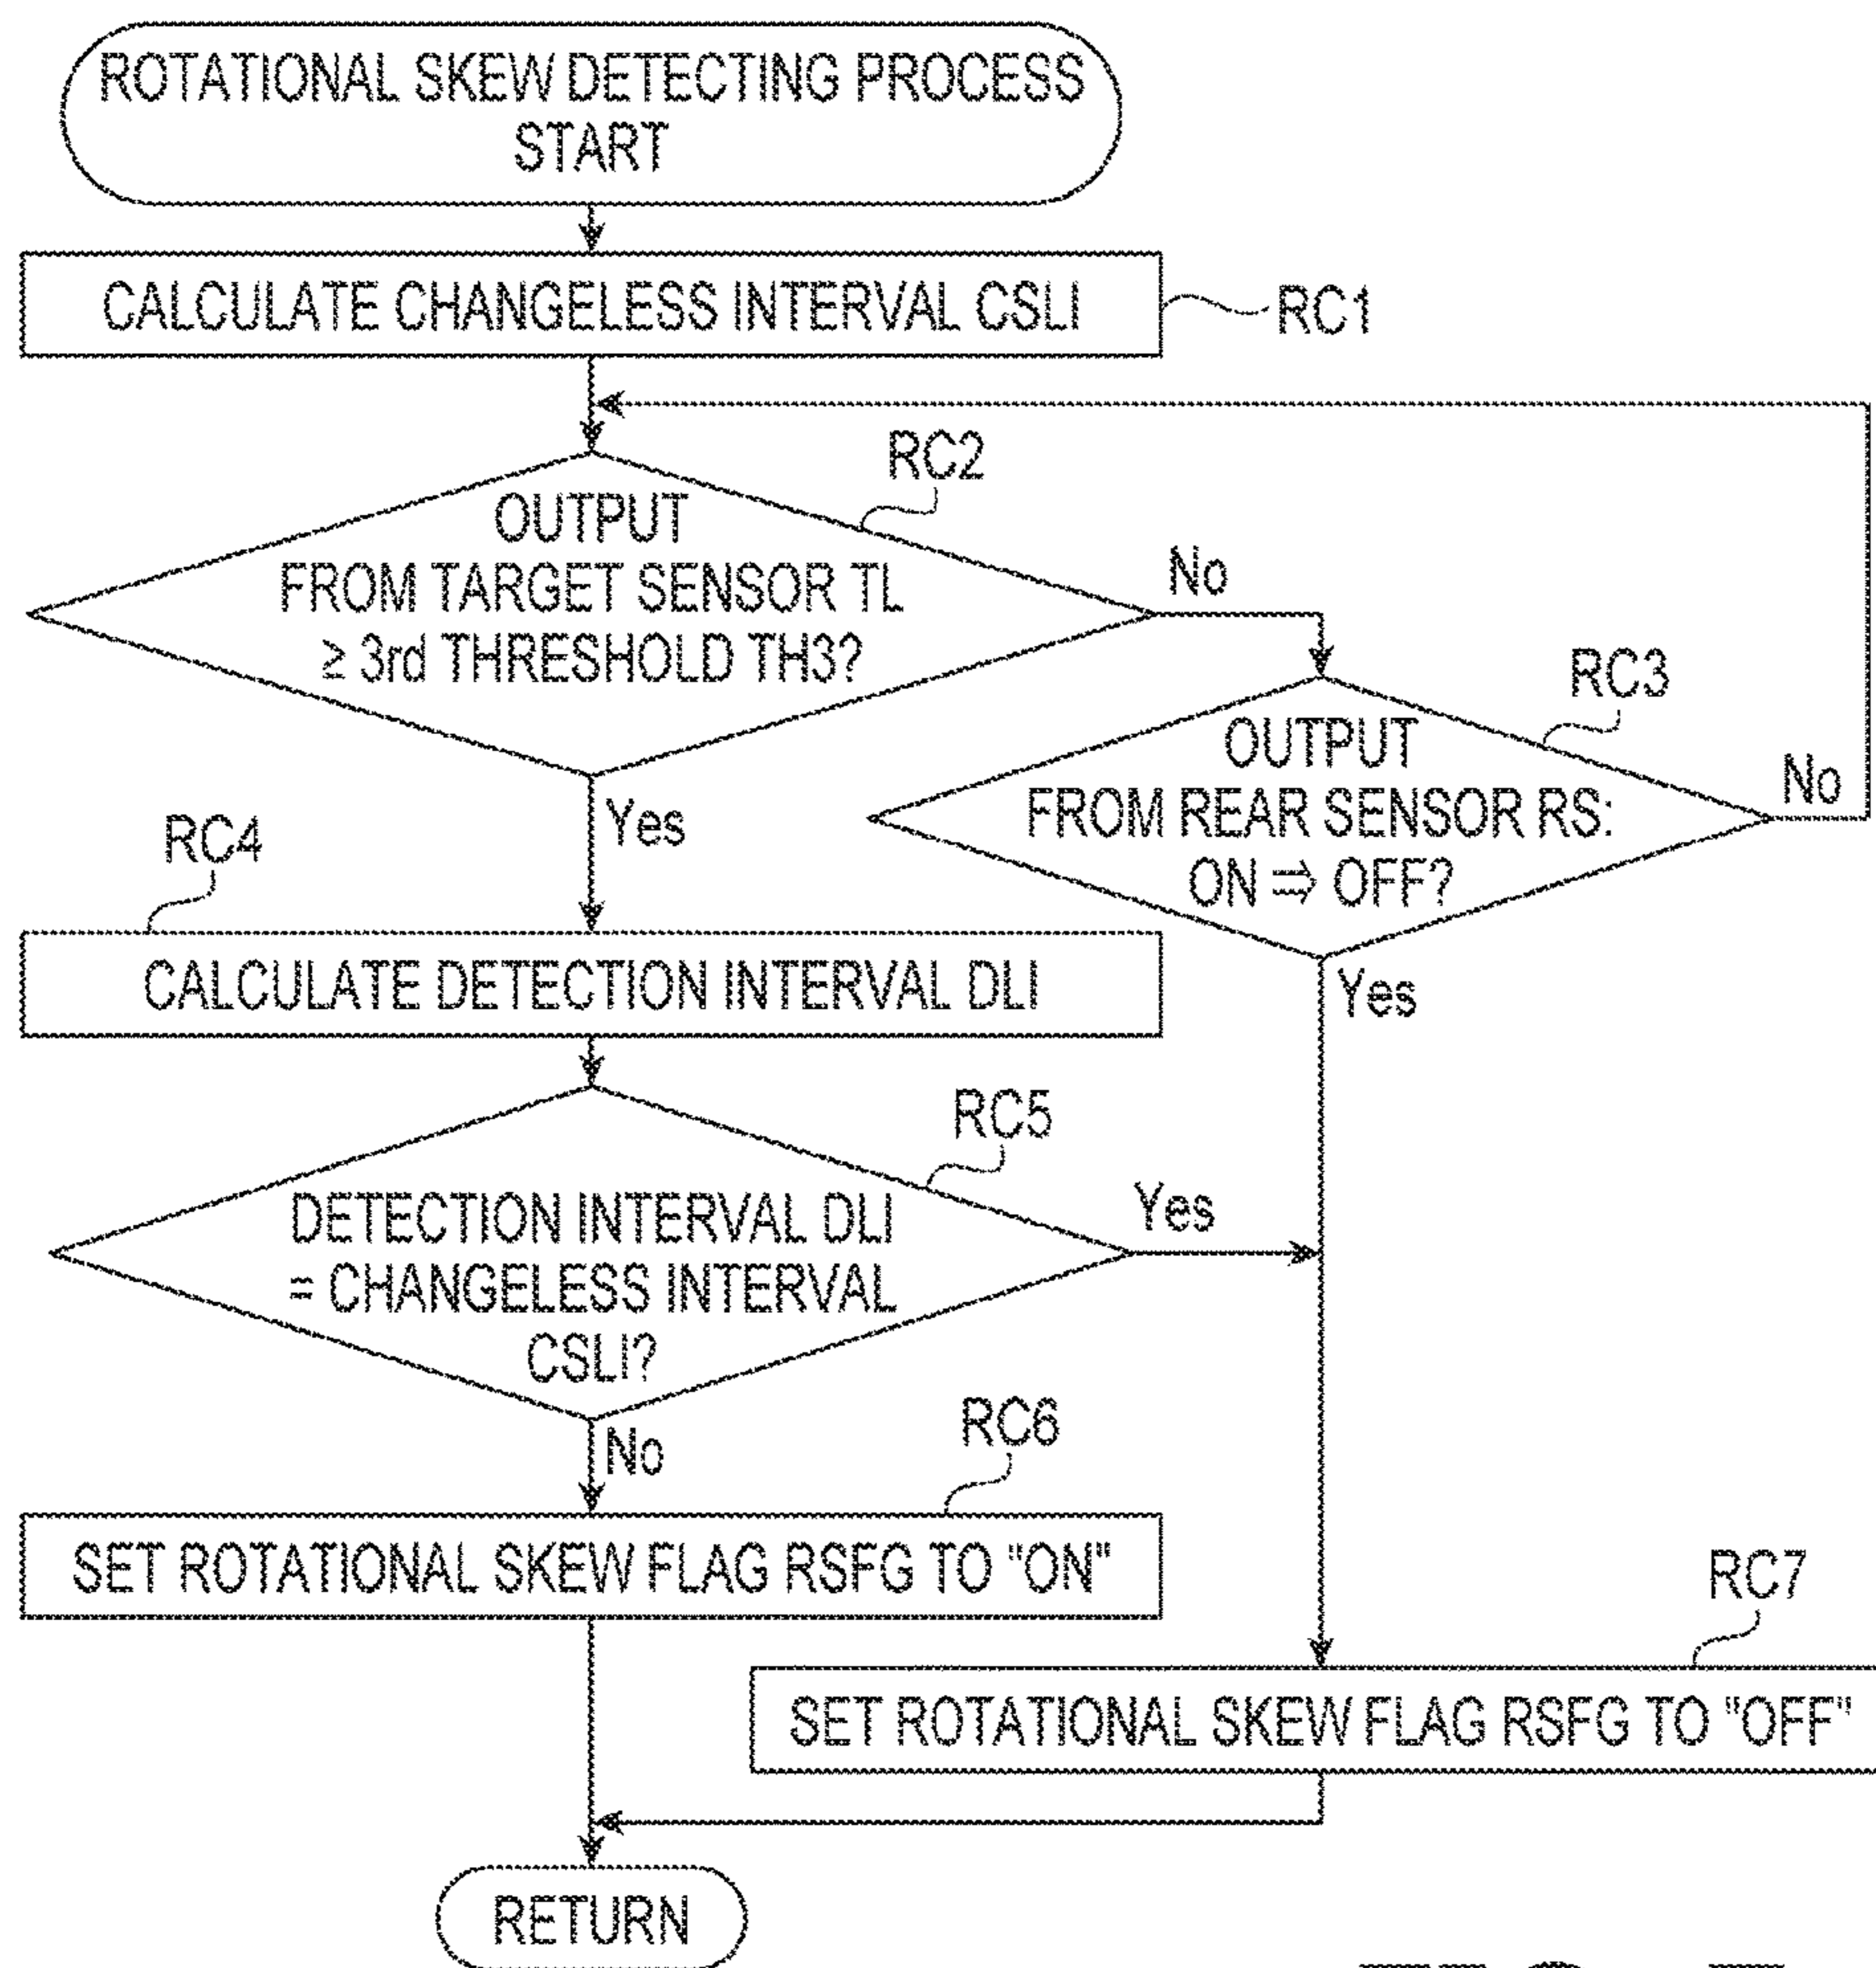 ROTATIONAL SKEW DETECTING PROCESS
START
CALCULATE CHANGELESS INTERVAL CSLI
RC1
RC2
OUTPUT
FROM TARGET SENSOR TL
≥ 3rd THRESHOLD TH3?
No
RC3
OUTPUT
FROM REAR SENSOR RS:
ON ⇒ OFF?
No
Yes
Yes
RC4
CALCULATE DETECTION INTERVAL DLI
RC5
DETECTION INTERVAL DLI
= CHANGELESS INTERVAL
CSLI?
Yes
No
RC6
SET ROTATIONAL SKEW FLAG RSFG TO "ON"
RC7
SET ROTATIONAL SKEW FLAG RSFG TO "OFF"
RETURN